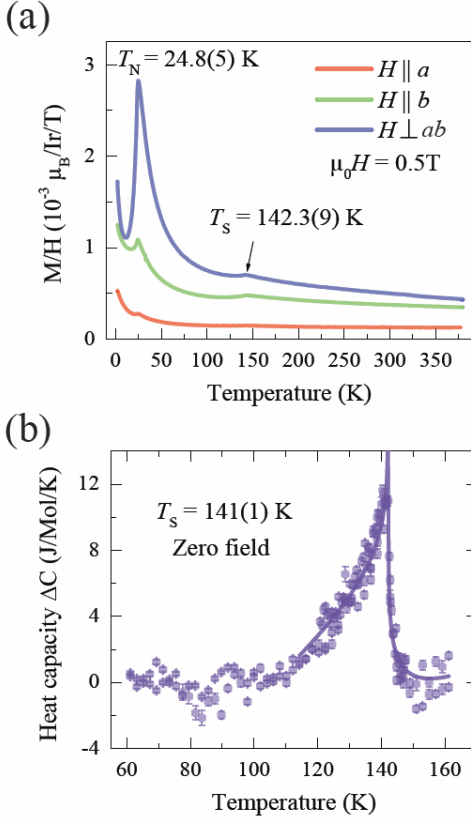 (a)
T_N = 24.8(5) K
H ∥ a
H ∥ b
H ⊥ ab
μ₀H = 0.5T
T_S = 142.3(9) K
M/H (10⁻³ μ_B/Ir/T)
3
2
1
0
0 50 100 150 200 250 300 350
Temperature (K)
(b)
T_S = 141(1) K
Zero field
Heat capacity ΔC (J/Mol/K)
12
8
4
0
-4
60 80 100 120 140 160
Temperature (K)